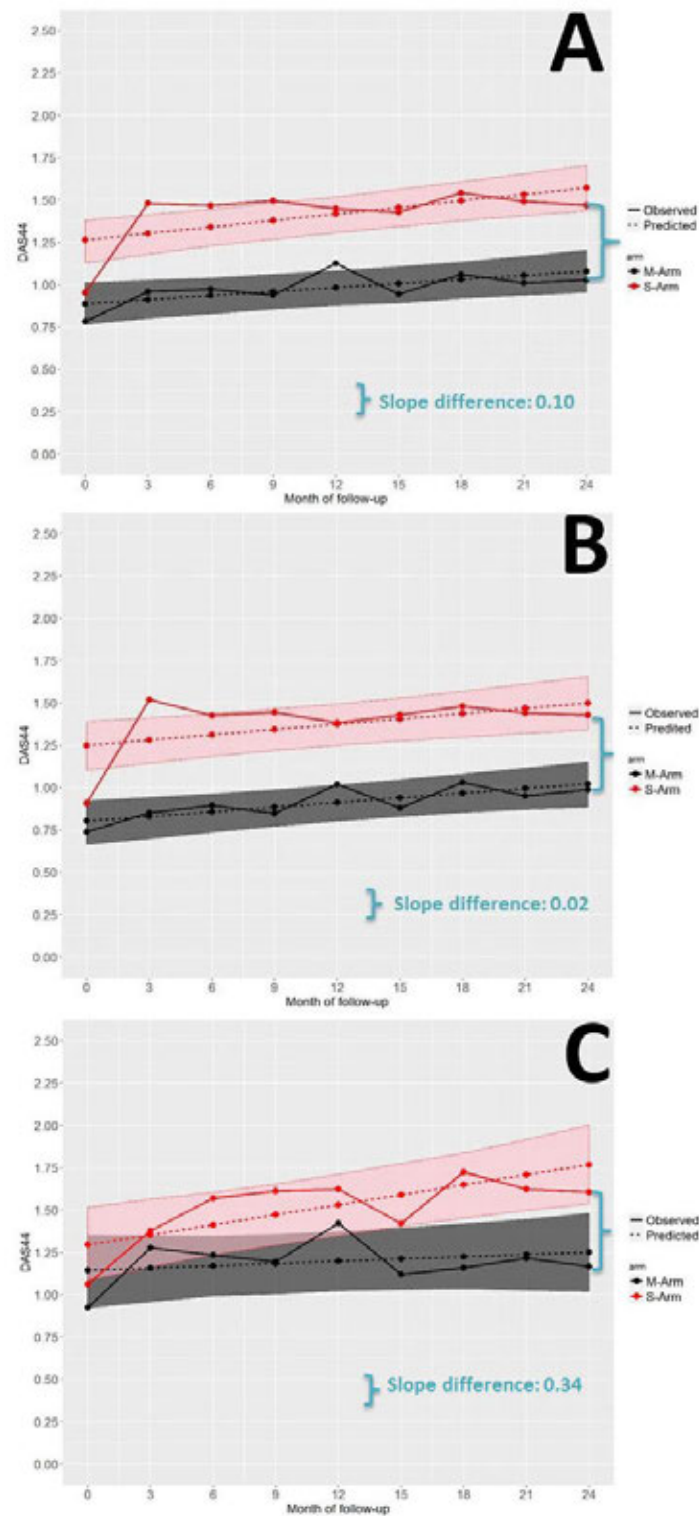 A
2.50
2.25
2.00
1.75
1.50
1.25
1.00
0.75
0.50
0.25
0.00
DAS44
Observed
Predicted
arm
M-Arm
S-Arm
Slope difference: 0.10
0 3 6 9 12 15 18 21 24
Month of follow-up
B
2.50
2.25
2.00
1.75
1.50
1.25
1.00
0.75
0.50
0.25
0.00
DAS44
Observed
Predited
arm
M-Arm
S-Arm
Slope difference: 0.02
0 3 6 9 12 15 18 21 24
Month of follow-up
C
2.50
2.25
2.00
1.75
1.50
1.25
1.00
0.75
0.50
0.25
0.00
DAS44
Observed
Predicted
arm
M-Arm
S-Arm
Slope difference: 0.34
0 3 6 9 12 15 18 21 24
Month of follow-up